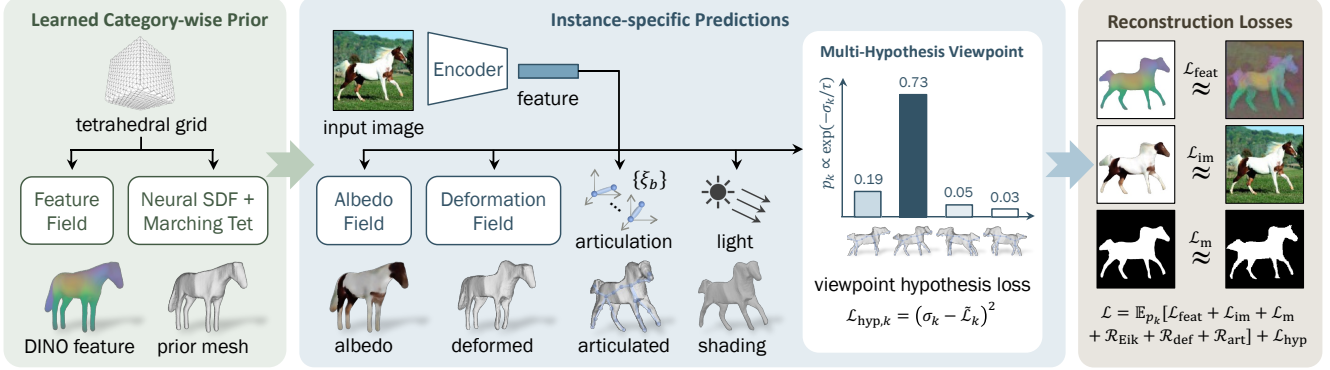 Learned Category-wise Prior
tetrahedral grid
Feature
Field
Neural SDF +
Marching Tet
DINO feature
prior mesh
Instance-specific Predictions
input image
Encoder
feature
Albedo
Field
Deformation
Field
{ξ̃_b}
articulation
light
albedo
deformed
articulated
shading
Multi-Hypothesis Viewpoint
p_k ∝ exp(−σ_k/τ)
0.19
0.73
0.05
0.03
viewpoint hypothesis loss
ℒ_hyp,k = (σ_k − ℒ̃_k)²
Reconstruction Losses
ℒ_feat
≈
ℒ_im
≈
ℒ_m
≈
ℒ = 𝔼_{p_k}[ℒ_feat + ℒ_im + ℒ_m
+ ℛ_Eik + ℛ_def + ℛ_art] + ℒ_hyp